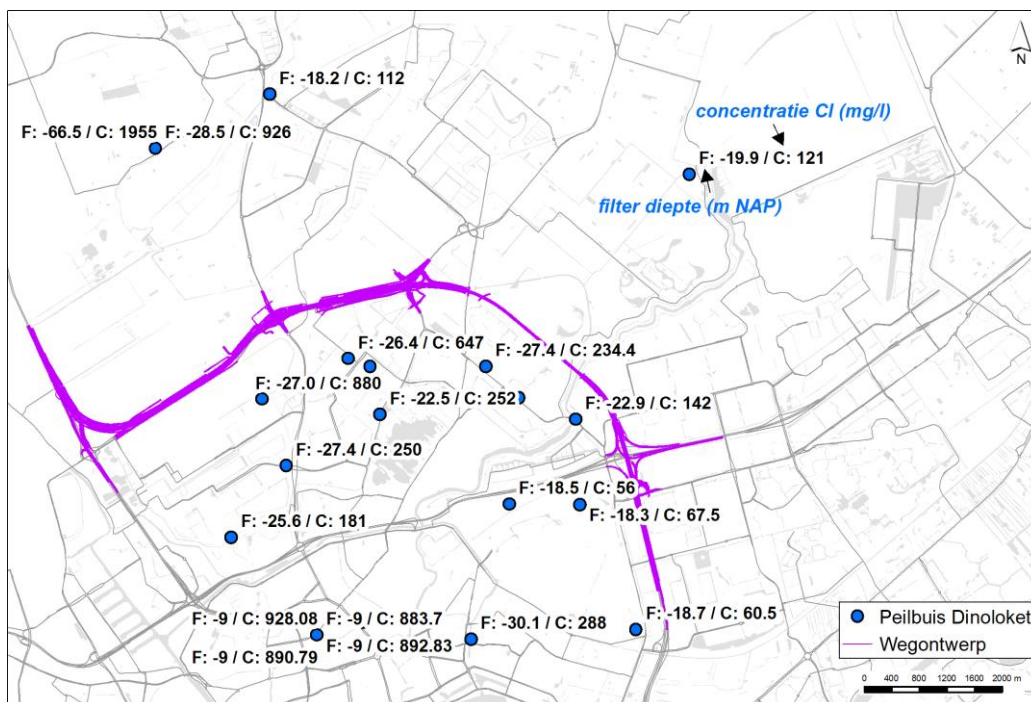 N
F: -18.2 / C: 112
concentratie Cl (mg/l)
F: -66.5 / C: 1955 F: -28.5 / C: 926
F: -19.9 / C: 121
filter diepte (m NAP)
F: -26.4 / C: 647
F: -27.4 / C: 234.4
F: -27.0 / C: 880
F: -22.5 / C: 252
F: -22.9 / C: 142
F: -27.4 / C: 250
F: -18.5 / C: 56
F: -18.3 / C: 67.5
F: -25.6 / C: 181
F: -9 / C: 928.08 F: -9 / C: 883.7
F: -9 / C: 890.79 F: -9 / C: 892.83
F: -30.1 / C: 288
F: -18.7 / C: 60.5
Peilbuis Dinoloket
Wegontwerp
0 400 800 1200 1600 2000 m